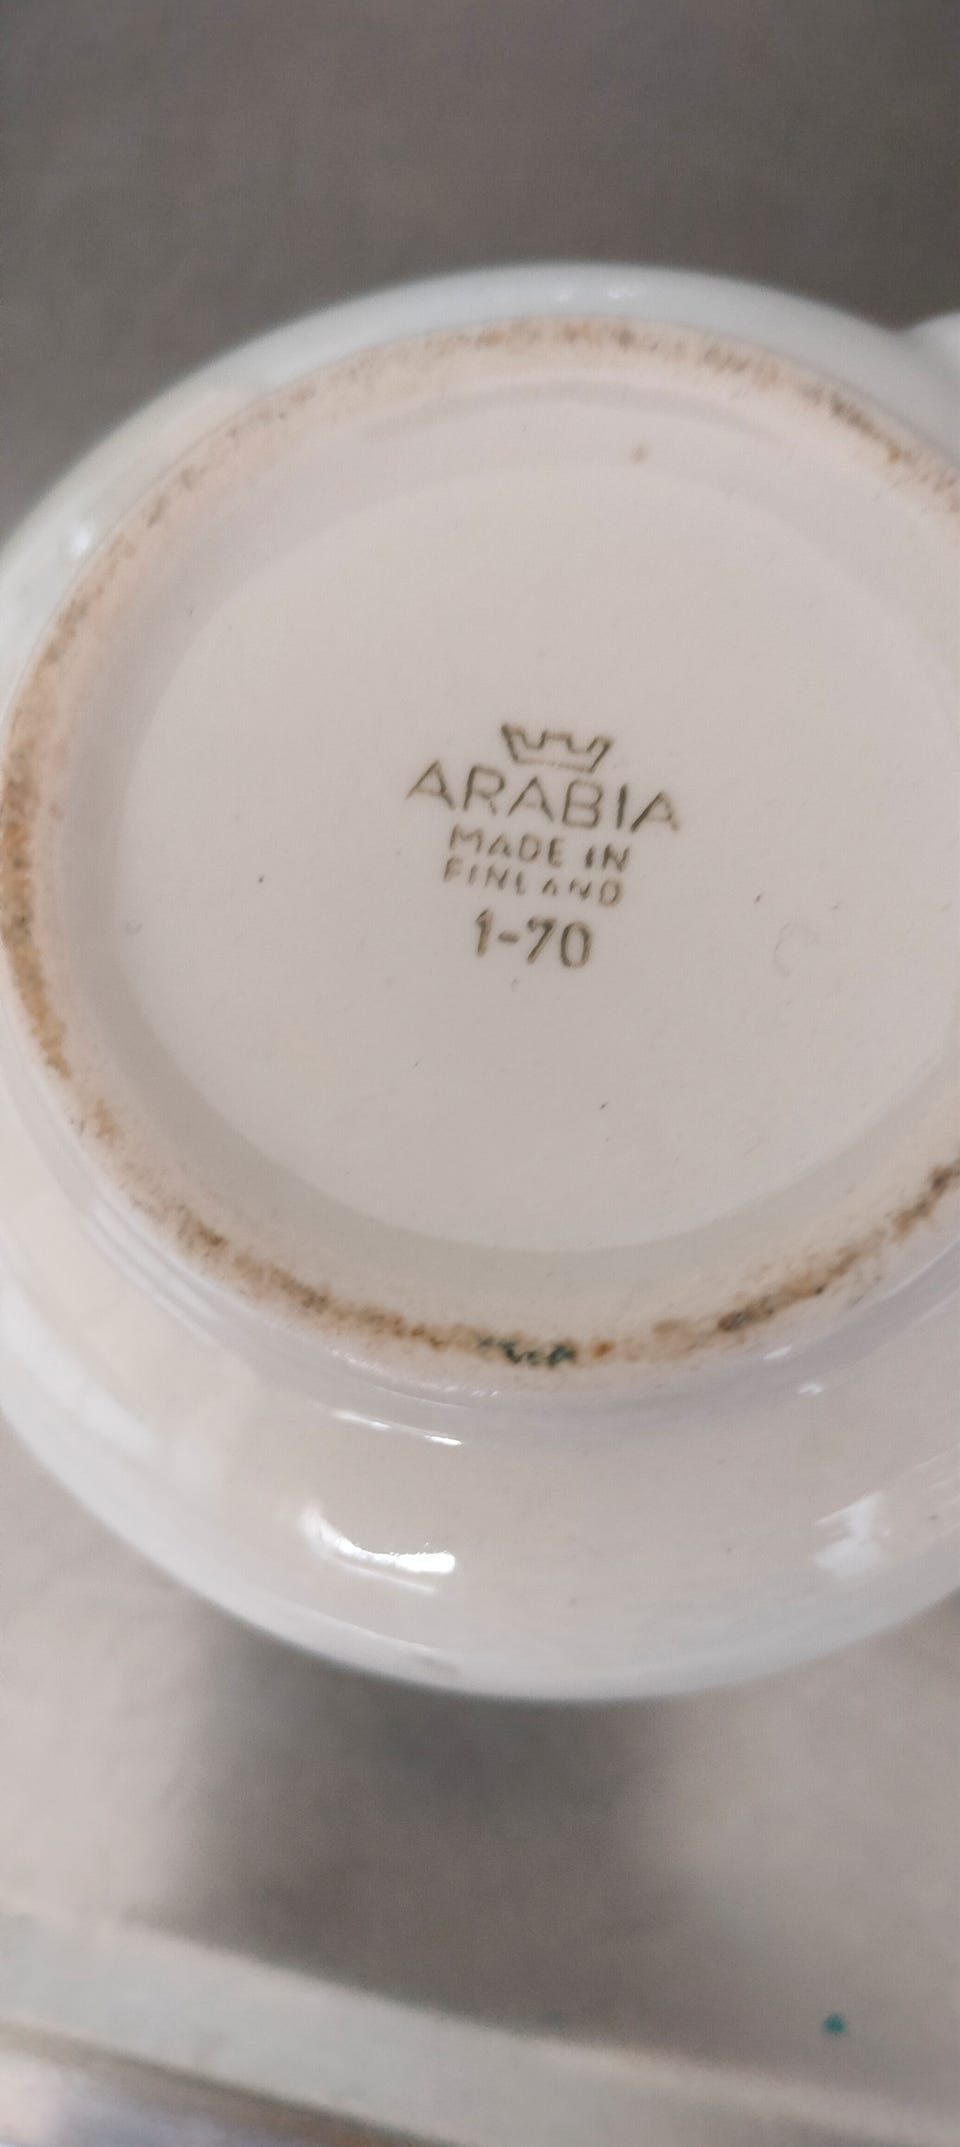 ARABIA
MADE IN
FINLAND
1-70